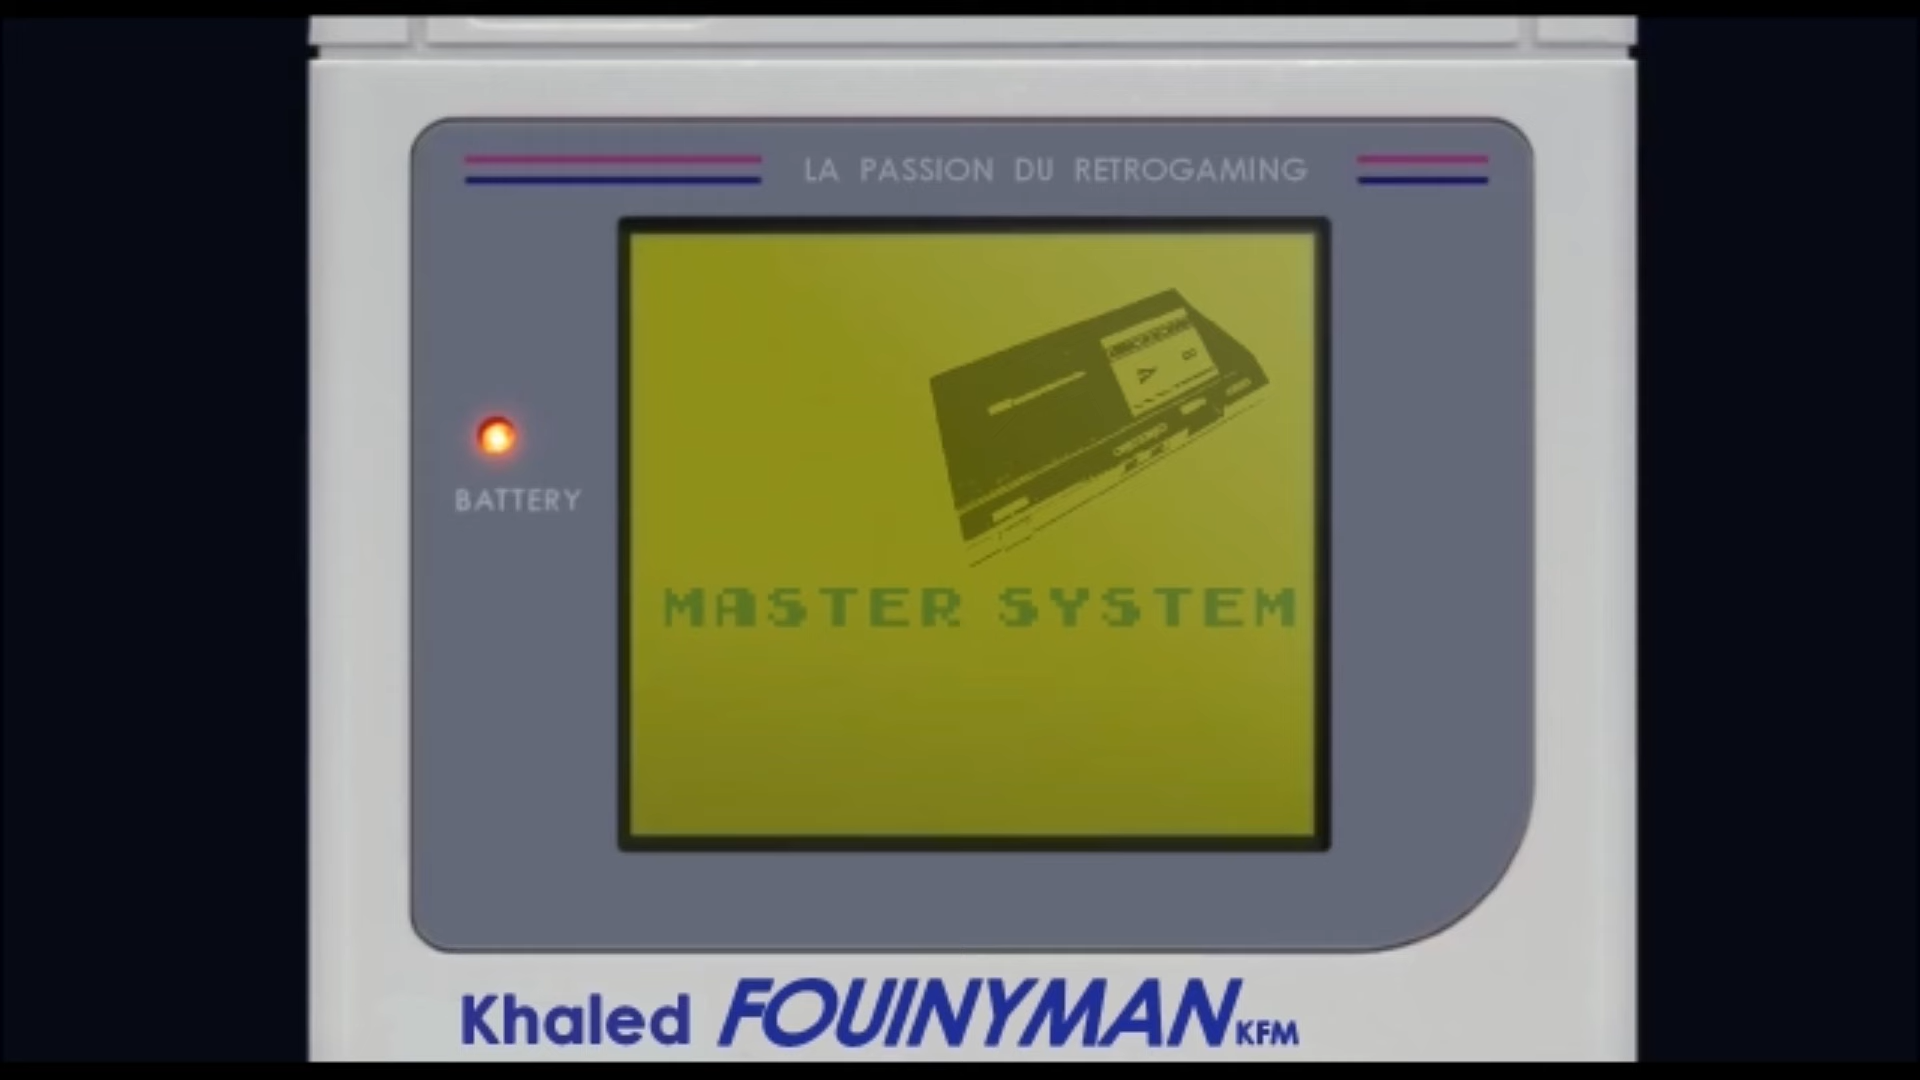 LA PASSION DU RETROGAMING
BATTERY
MASTER SYSTEM
Khaled FOUINYMAN KFM